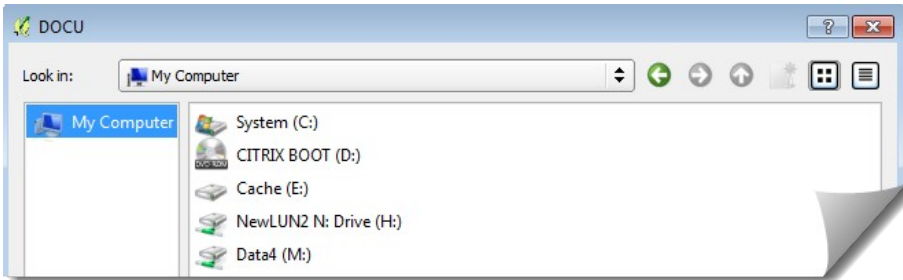 DOCU
Look in: My Computer
My Computer
System (C:)
CITRIX BOOT (D:)
Cache (E:)
NewLUN2 N: Drive (H:)
Data4 (M:)